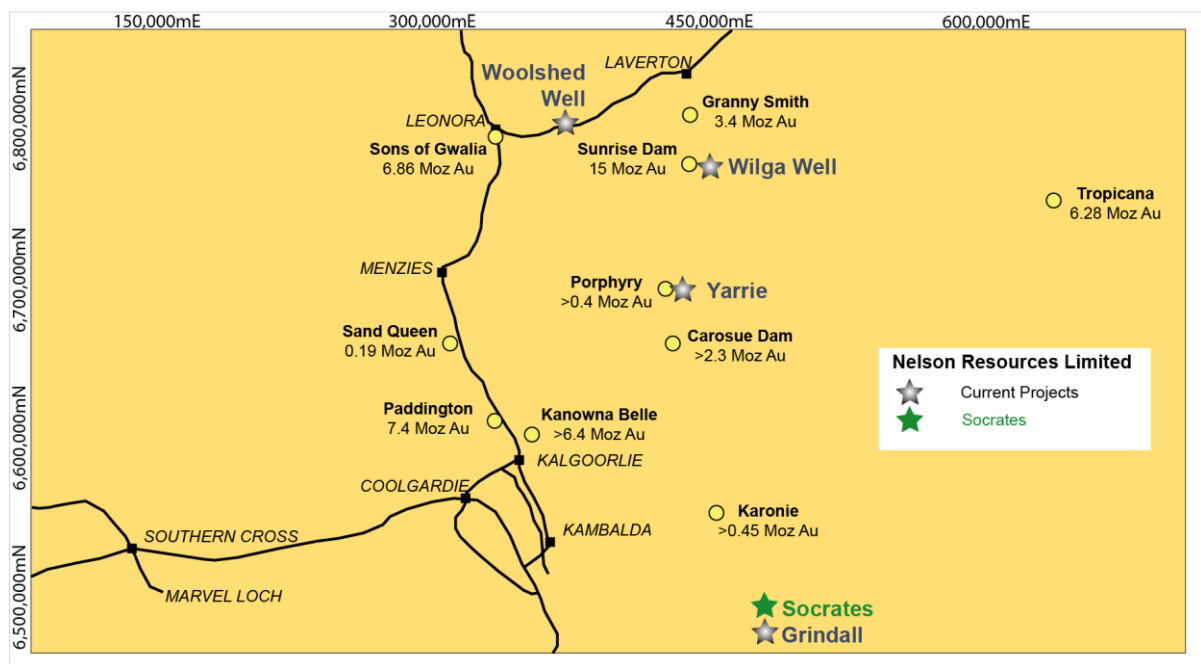 150,000mE
300,000mE
450,000mE
600,000mE
6,800,000mN
6,700,000mN
6,600,000mN
6,500,000mN
LAVERTON
Woolshed
Well
Granny Smith
3.4 Moz Au
LEONORA
Sons of Gwalia
6.86 Moz Au
Sunrise Dam
15 Moz Au
Wilga Well
Tropicana
6.28 Moz Au
MENZIES
Porphyry
>0.4 Moz Au
Yarrie
Sand Queen
0.19 Moz Au
Carosue Dam
>2.3 Moz Au
Nelson Resources Limited
Current Projects
Socrates
Paddington
7.4 Moz Au
Kanowna Belle
>6.4 Moz Au
KALGOORLIE
COOLGARDIE
Karonie
>0.45 Moz Au
SOUTHERN CROSS
KAMBALDA
MARVEL LOCH
Socrates
Grindall